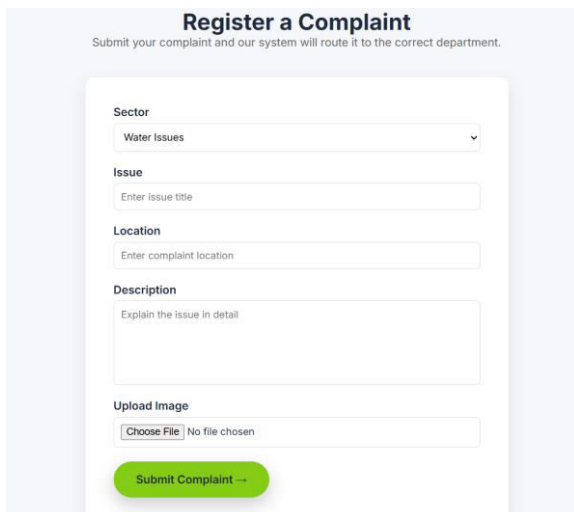 Register a Complaint
Submit your complaint and our system will route it to the correct department.
Sector
Water Issues
Issue
Enter issue title
Location
Enter complaint location
Description
Explain the issue in detail
Upload Image
Choose File No file chosen
Submit Complaint →